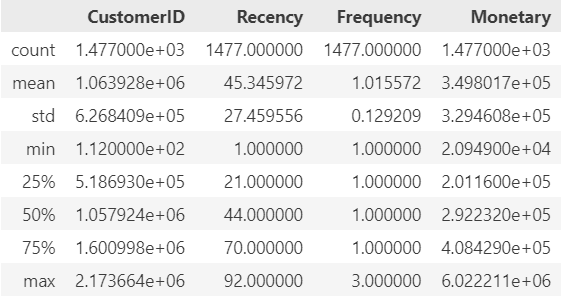 CustomerID Recency Frequency Monetary
count 1.477000e+03 1477.000000 1477.000000 1.477000e+03
mean 1.063928e+06 45.345972 1.015572 3.498017e+05
std 6.268409e+05 27.459556 0.129209 3.294608e+05
min 1.120000e+02 1.000000 1.000000 2.094900e+04
25% 5.186930e+05 21.000000 1.000000 2.011600e+05
50% 1.057924e+06 44.000000 1.000000 2.922320e+05
75% 1.600998e+06 70.000000 1.000000 4.084290e+05
max 2.173664e+06 92.000000 3.000000 6.022211e+06